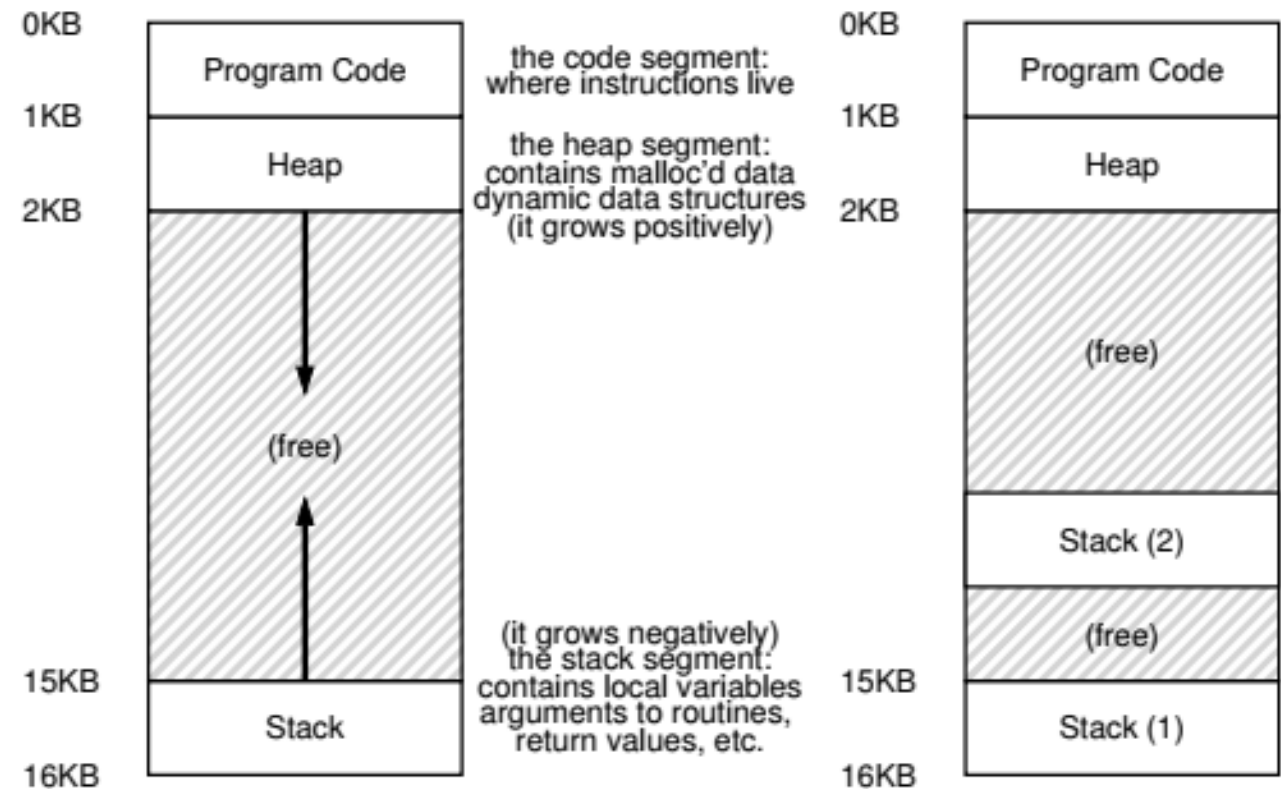 0KB
Program Code
the code segment:
where instructions live
1KB
Heap
the heap segment:
contains malloc'd data
dynamic data structures
(it grows positively)
2KB
(free)
(it grows negatively)
the stack segment:
contains local variables
arguments to routines,
return values, etc.
15KB
Stack
16KB
0KB
Program Code
1KB
Heap
2KB
(free)
Stack (2)
(free)
15KB
Stack (1)
16KB